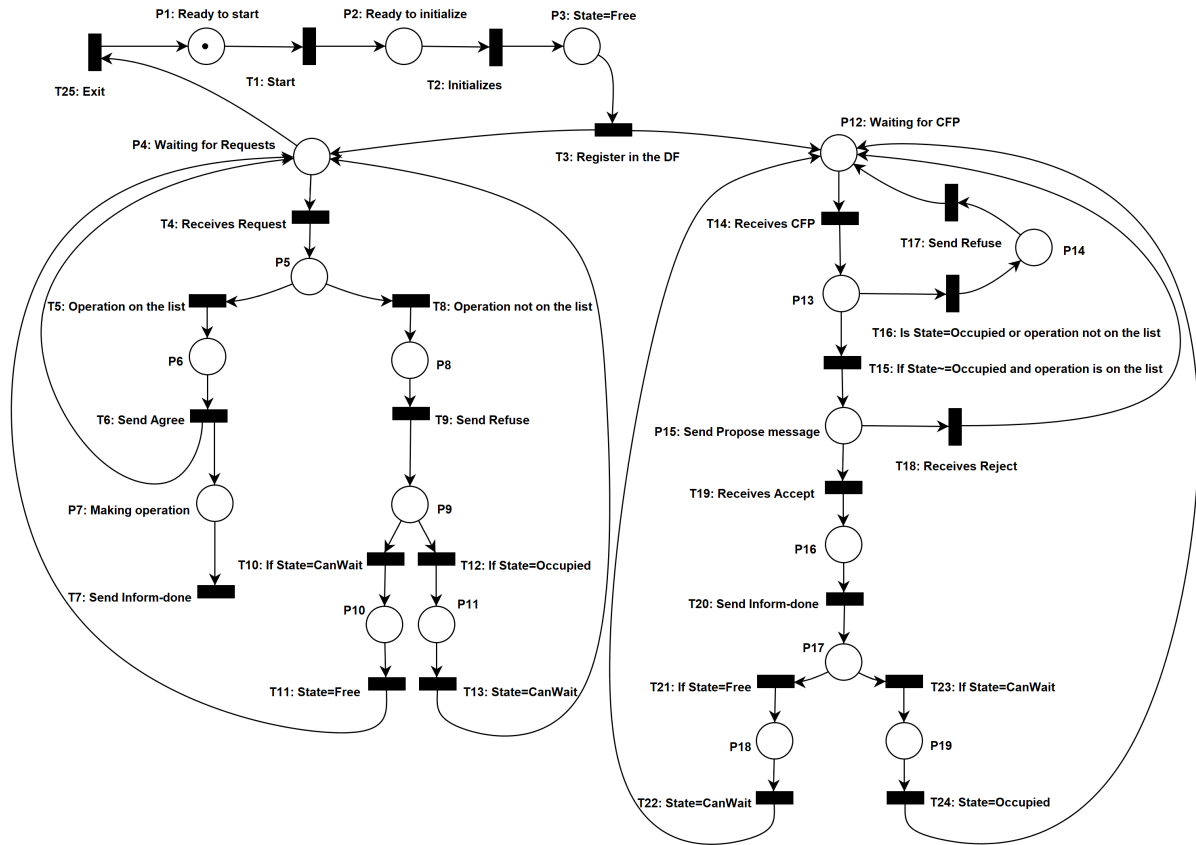 P1: Ready to start
P2: Ready to initialize
P3: State=Free
T25: Exit
T1: Start
T2: Initializes
P4: Waiting for Requests
T3: Register in the DF
P12: Waiting for CFP
T4: Receives Request
T14: Receives CFP
T17: Send Refuse
P14
P5
P13
T5: Operation on the list
T8: Operation not on the list
T16: Is State=Occupied or operation not on the list
P6
P8
T15: If State~=Occupied and operation is on the list
T6: Send Agree
T9: Send Refuse
P15: Send Propose message
T18: Receives Reject
T19: Receives Accept
P7: Making operation
P9
P16
T10: If State=CanWait
T12: If State=Occupied
T7: Send Inform-done
T20: Send Inform-done
P10
P11
P17
T11: State=Free
T13: State=CanWait
T21: If State=Free
T23: If State=CanWait
P18
P19
T22: State=CanWait
T24: State=Occupied